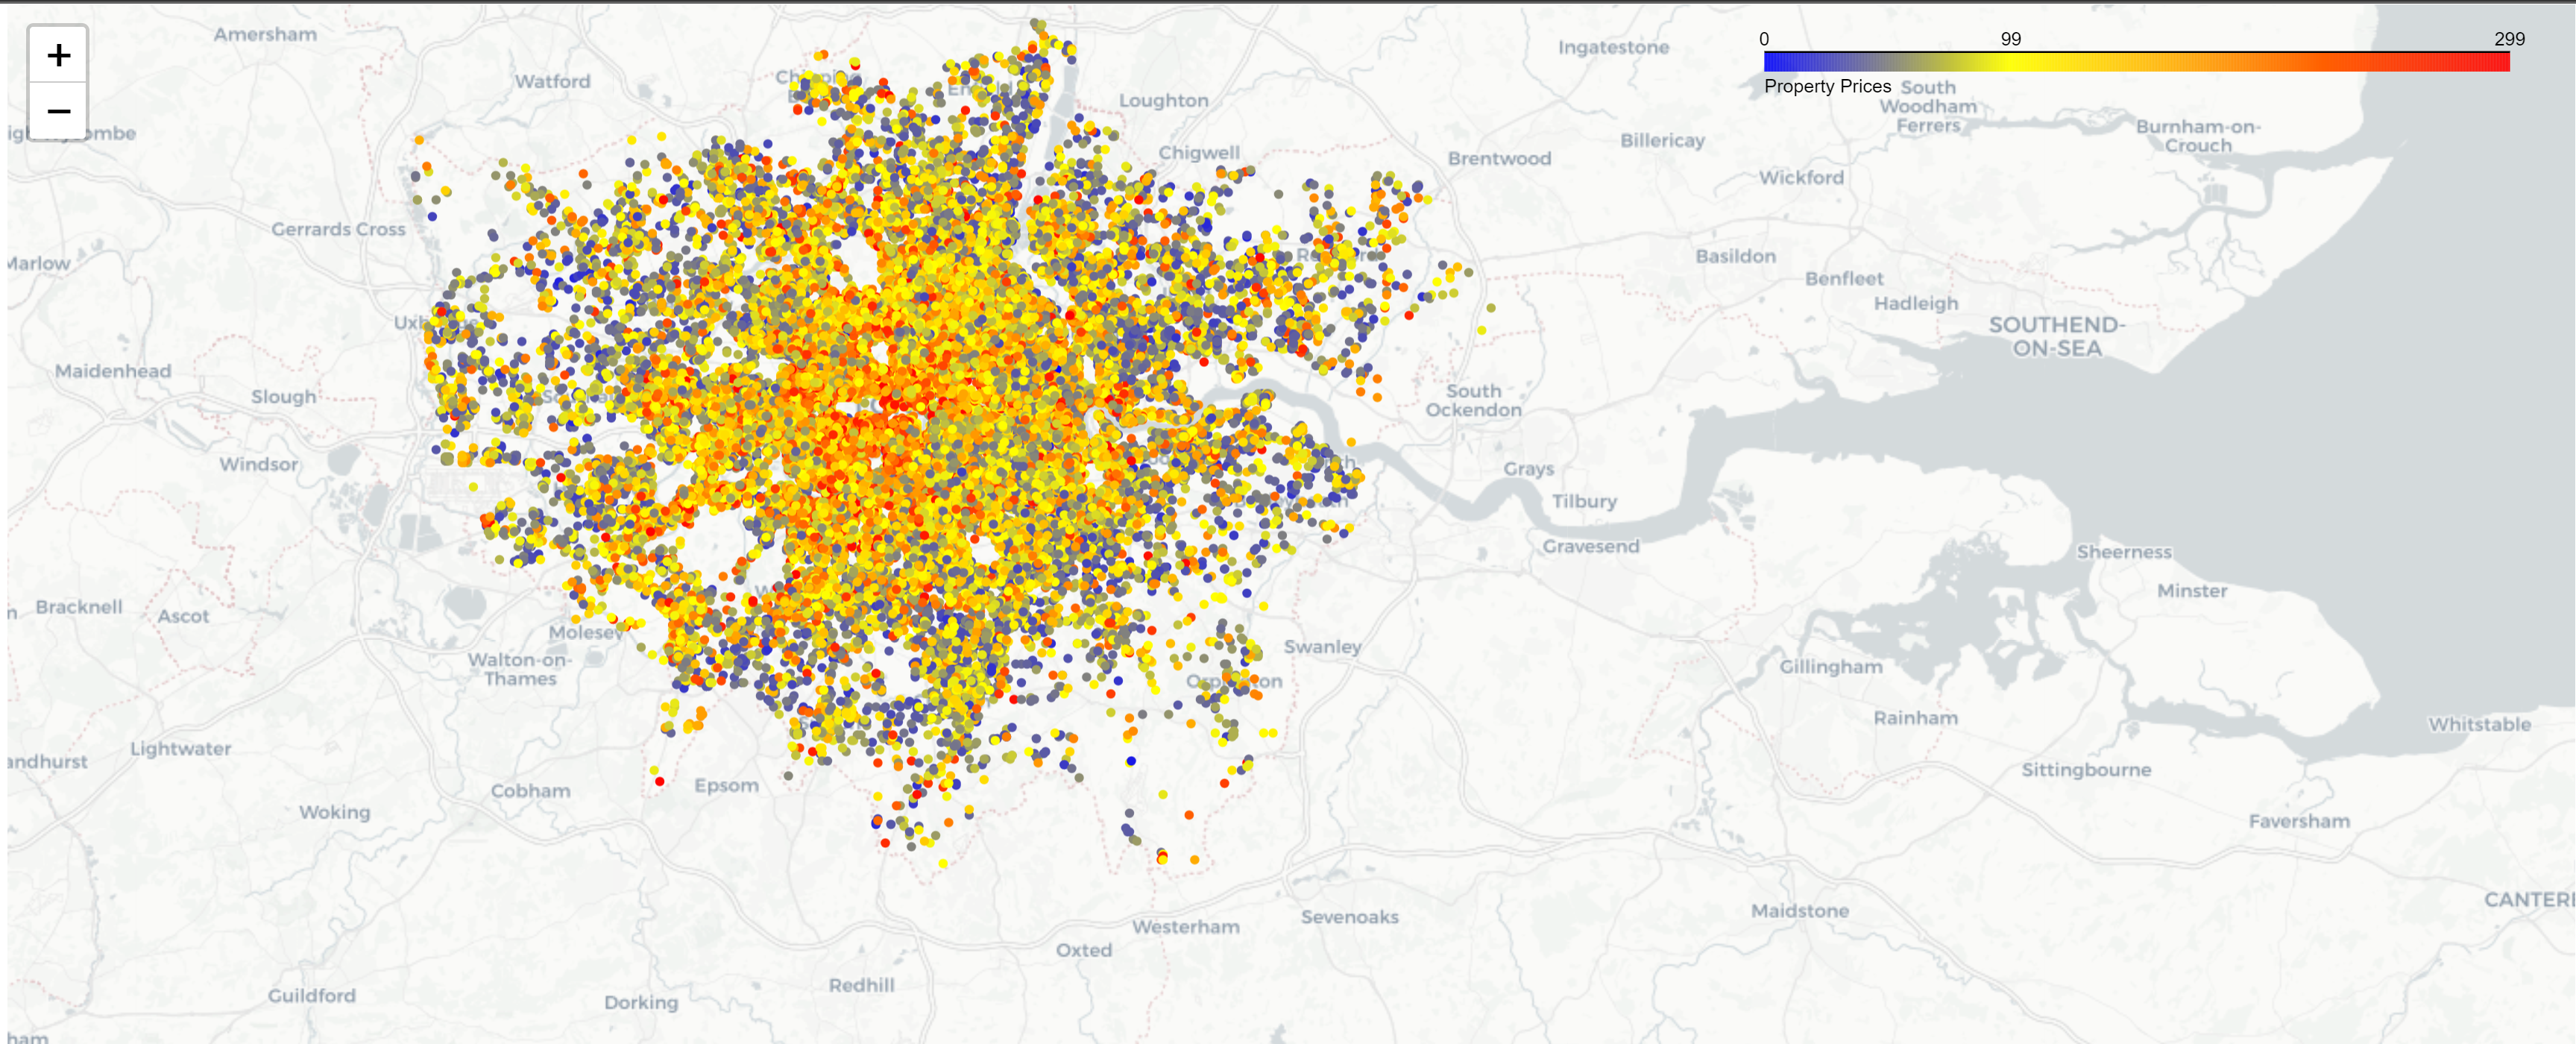 +
−
0 99 299
Property Prices
Amersham
Watford
Loughton
Ingatestone
South
Woodham
Ferrers
Burnham-on-
Crouch
Billericay
Chigwell
Brentwood
Wickford
Gerrards Cross
Marlow
Basildon
Benfleet
Hadleigh
SOUTHEND-
ON-SEA
Maidenhead
Slough
South
Ockendon
Windsor
Grays
Tilbury
Gravesend
Sheerness
Minster
Bracknell
Ascot
Molesey
Swanley
Walton-on-
Thames
Gillingham
Rainham
Whitstable
Lightwater
andhurst
Sittingbourne
Epsom
Cobham
Woking
Faversham
CANTER
Maidstone
Sevenoaks
Westerham
Oxted
Redhill
Guildford
Dorking
ham